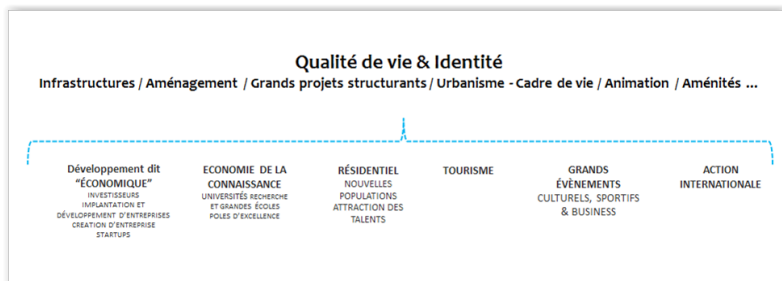 Qualité de vie & Identité
Infrastructures / Aménagement / Grands projets structurants / Urbanisme - Cadre de vie / Animation / Aménités ...
Développement dit
“ÉCONOMIQUE”
INVESTISSEURS
IMPLANTATION ET
DÉVELOPPEMENT D'ENTREPRISES
CREATION D'ENTREPRISE
STARTUPS
ECONOMIE DE LA
CONNAISSANCE
UNIVERSITÉS RECHERCHE
ET GRANDES ÉCOLES
POLES D'EXCELLENCE
RÉSIDENTIEL
NOUVELLES
POPULATIONS
ATTRACTION DES
TALENTS
TOURISME
GRANDS
ÉVÈNEMENTS
CULTURELS, SPORTIFS
& BUSINESS
ACTION
INTERNATIONALE